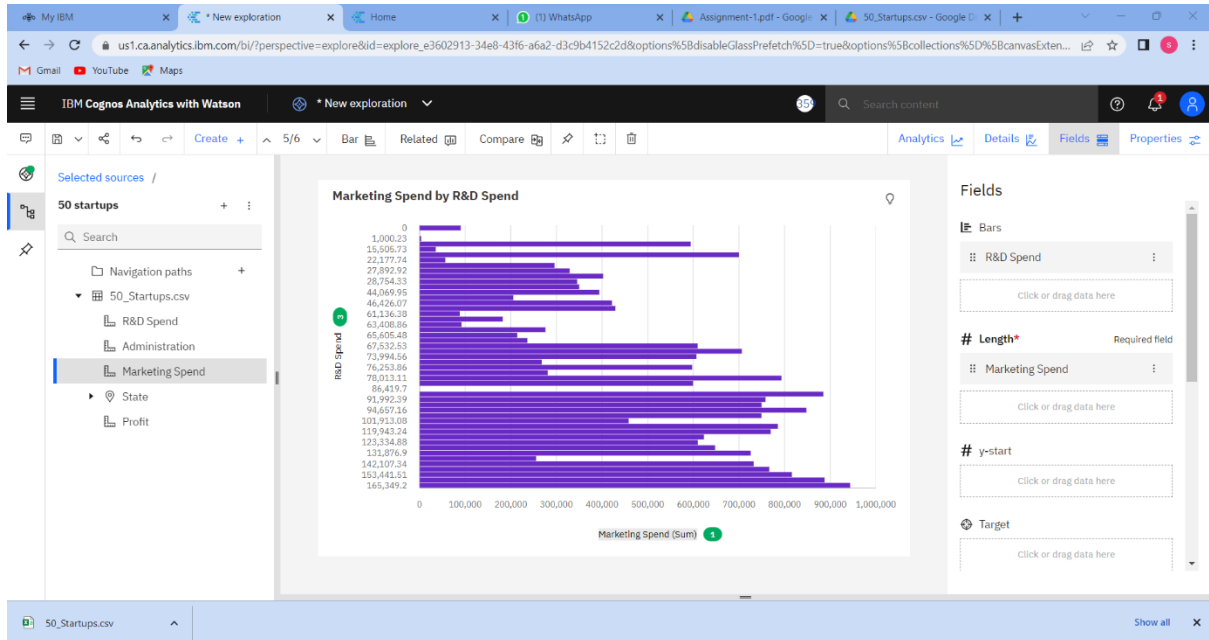 My IBM
* New exploration
Home
(1) WhatsApp
Assignment-1.pdf - Google
50_Startups.csv - Google D
us1.ca.analytics.ibm.com/bi/?perspective=explore&id=explore_e3602913-34e8-43f6-a6a2-d3c9b4152c2d&options%5BdisableGlassPrefetch%5D=true&options%5Bcollections%5D%5BcanvasExten...
S
Gmail YouTube Maps
IBM Cognos Analytics with Watson
* New exploration
359
Search content
1
Create +
5/6
Bar
Related
Compare
Analytics
Details
Fields
Properties
Selected sources /
50 startups
Search
Navigation paths
50_Startups.csv
R&D Spend
Administration
Marketing Spend
State
Profit
Marketing Spend by R&D Spend
0
1,000.23
15,505.73
22,177.74
27,892.92
28,754.33
44,069.95
46,426.07
61,136.38
63,408.86
65,605.48
67,532.53
73,994.56
76,253.86
78,013.11
86,419.7
91,992.39
94,657.16
101,913.08
119,943.24
123,334.88
131,876.9
142,107.34
153,441.51
165,349.2
R&D Spend
3
0 100,000 200,000 300,000 400,000 500,000 600,000 700,000 800,000 900,000 1,000,000
Marketing Spend (Sum) 1
Fields
Bars
R&D Spend
Click or drag data here
# Length* Required field
Marketing Spend
Click or drag data here
# y-start
Click or drag data here
Target
Click or drag data here
50_Startups.csv
Show all